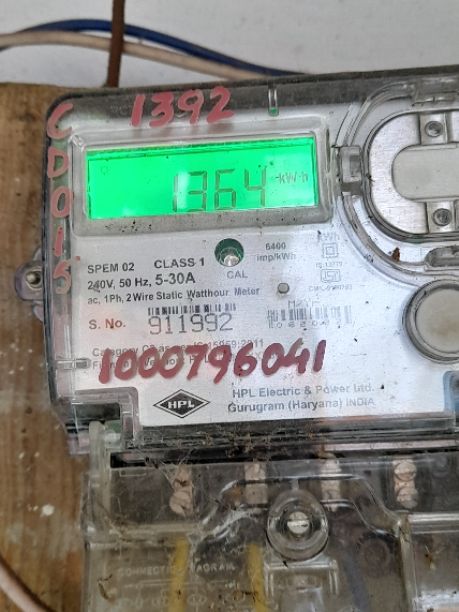 1392
CD015
1364 kW-h
SPEM 02 CLASS 1
240V, 50 Hz, 5-30A
ac, 1Ph, 2 Wire Static Watthour Meter
CAL
6400
imp/kWh
S. No. 911992
1000796041
HPL
HPL Electric & Power Ltd.
Gurugram (Haryana) INDIA